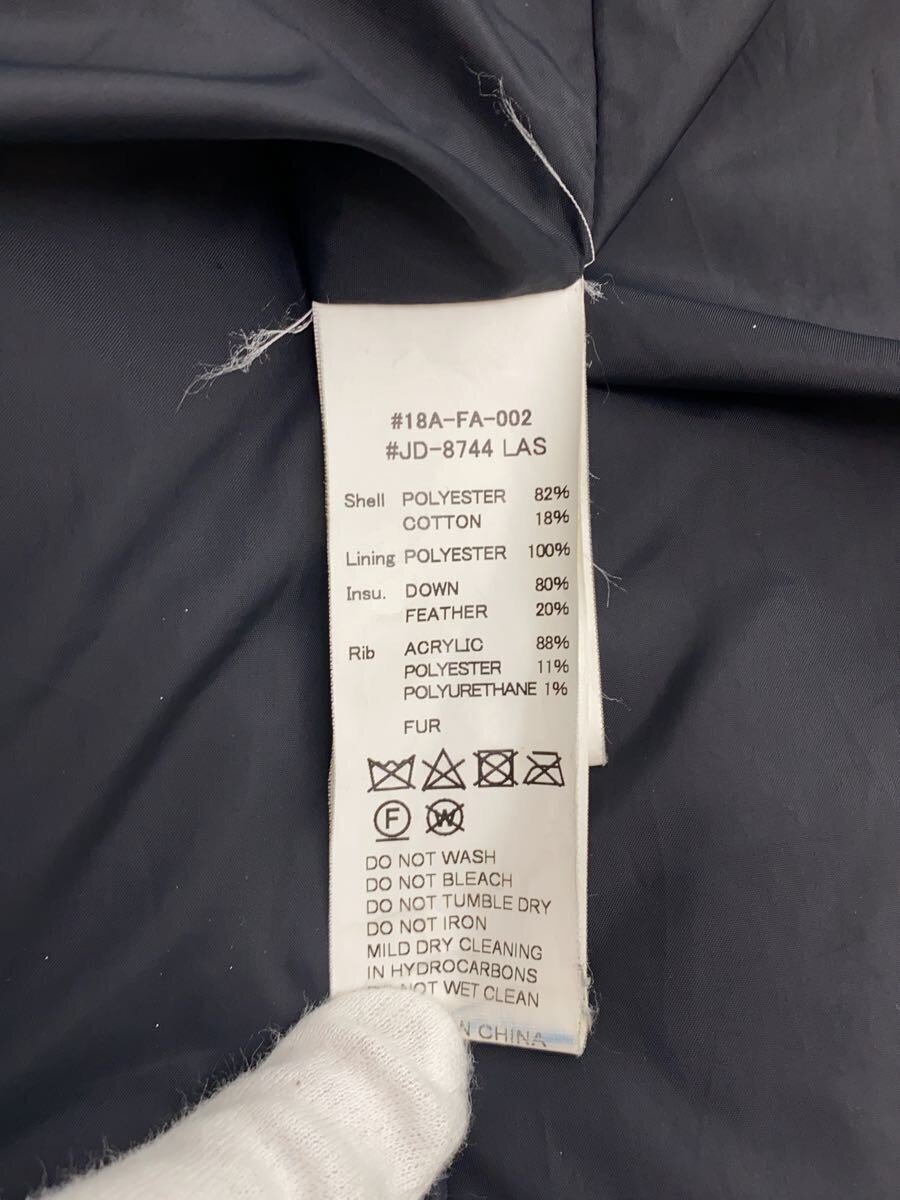 #18A-FA-002
#JD-8744 LAS
Shell POLYESTER 82%
COTTON 18%
Lining POLYESTER 100%
Insu. DOWN 80%
FEATHER 20%
Rib ACRYLIC 88%
POLYESTER 11%
POLYURETHANE 1%
FUR
F W
DO NOT WASH
DO NOT BLEACH
DO NOT TUMBLE DRY
DO NOT IRON
MILD DRY CLEANING
IN HYDROCARBONS
NOT WET CLEAN
CHINA